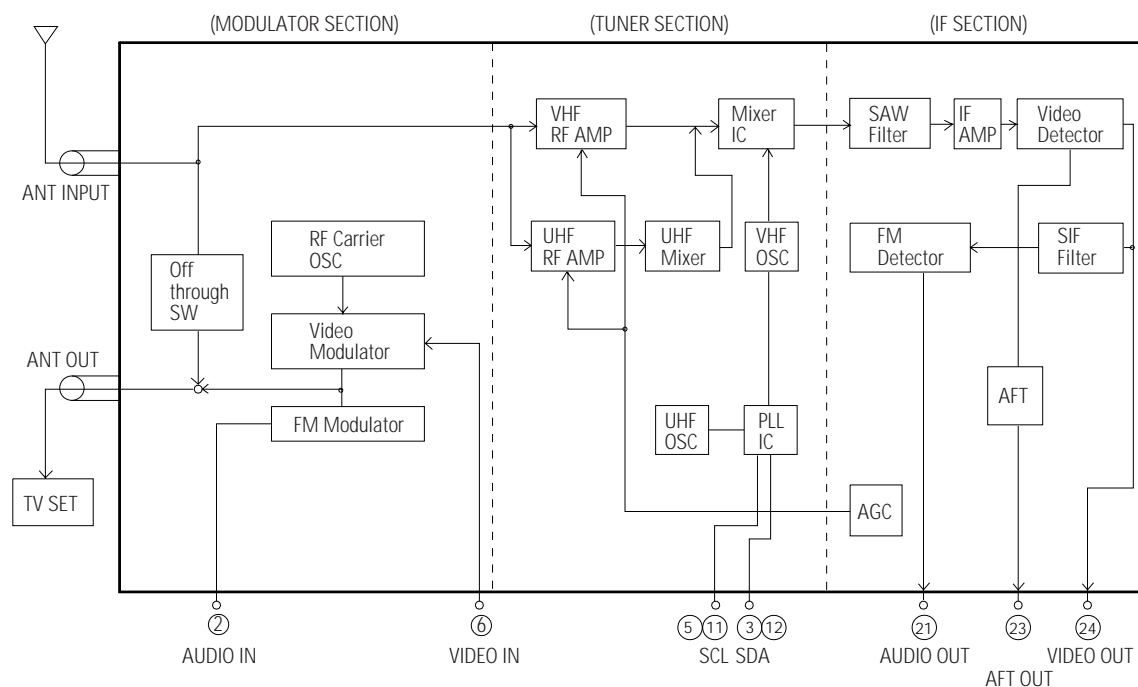 (MODULATOR SECTION)
(TUNER SECTION)
(IF SECTION)
VHF
RF AMP
Mixer
IC
SAW
Filter
IF
AMP
Video
Detector
ANT INPUT
RF Carrier
OSC
UHF
RF AMP
UHF
Mixer
VHF
OSC
FM
Detector
SIF
Filter
Off
through
SW
Video
Modulator
ANT OUT
AFT
FM Modulator
UHF
OSC
PLL
IC
TV SET
AGC
2
6
5 11
3 12
21
23
24
AUDIO IN
VIDEO IN
SCL SDA
AUDIO OUT
VIDEO OUT
AFT OUT